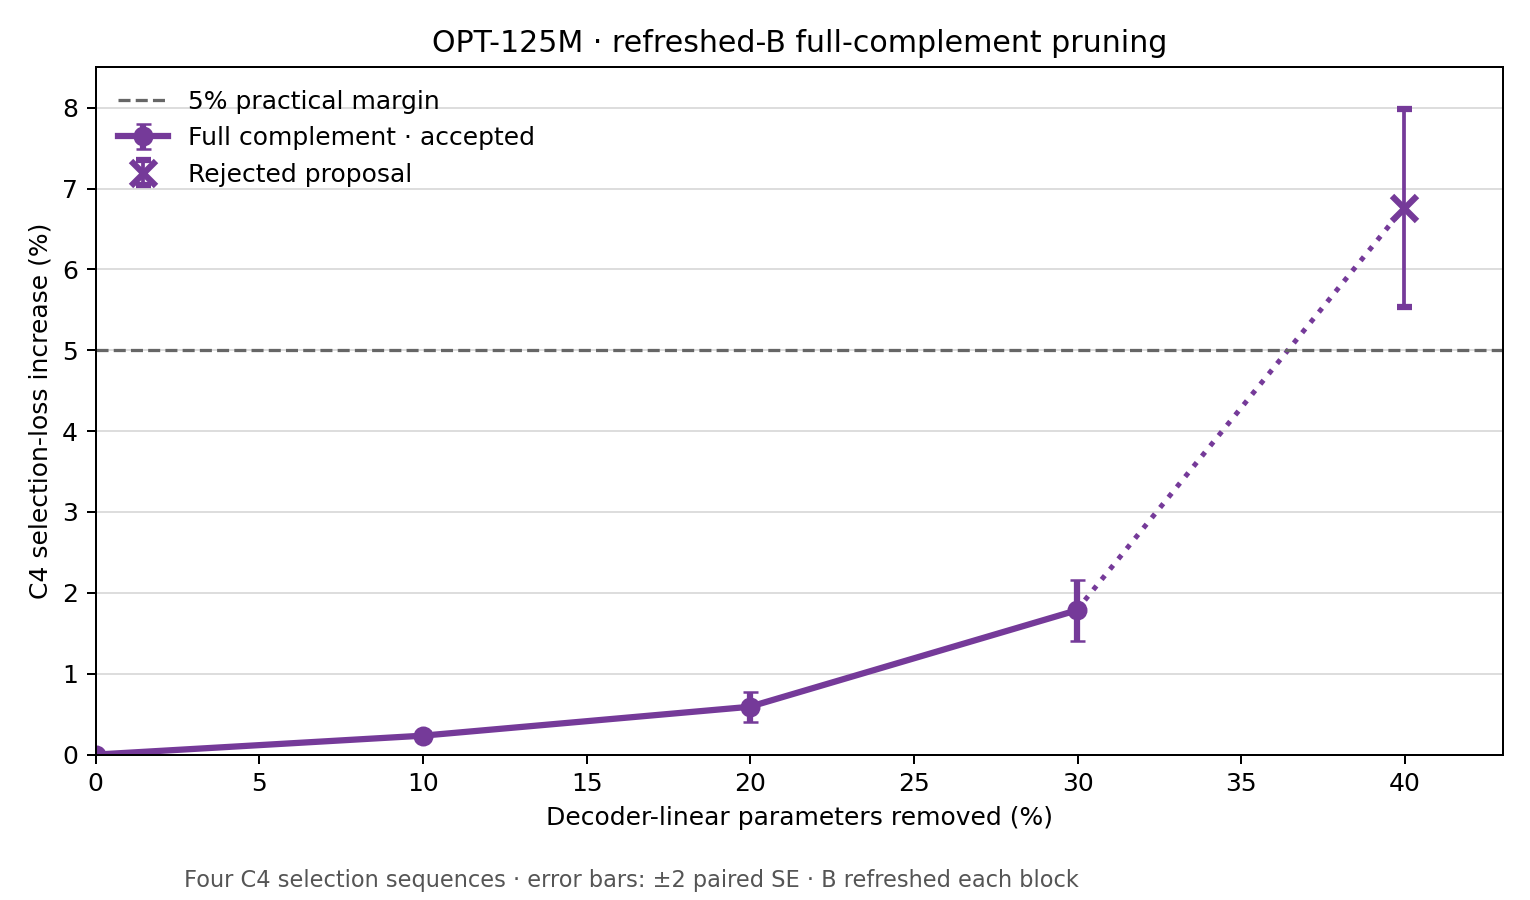 OPT-125M · refreshed-B full-complement pruning
5% practical margin
Full complement · accepted
Rejected proposal
C4 selection-loss increase (%)
8
7
6
5
4
3
2
1
0
0 5 10 15 20 25 30 35 40
Decoder-linear parameters removed (%)
Four C4 selection sequences · error bars: ±2 paired SE · B refreshed each block